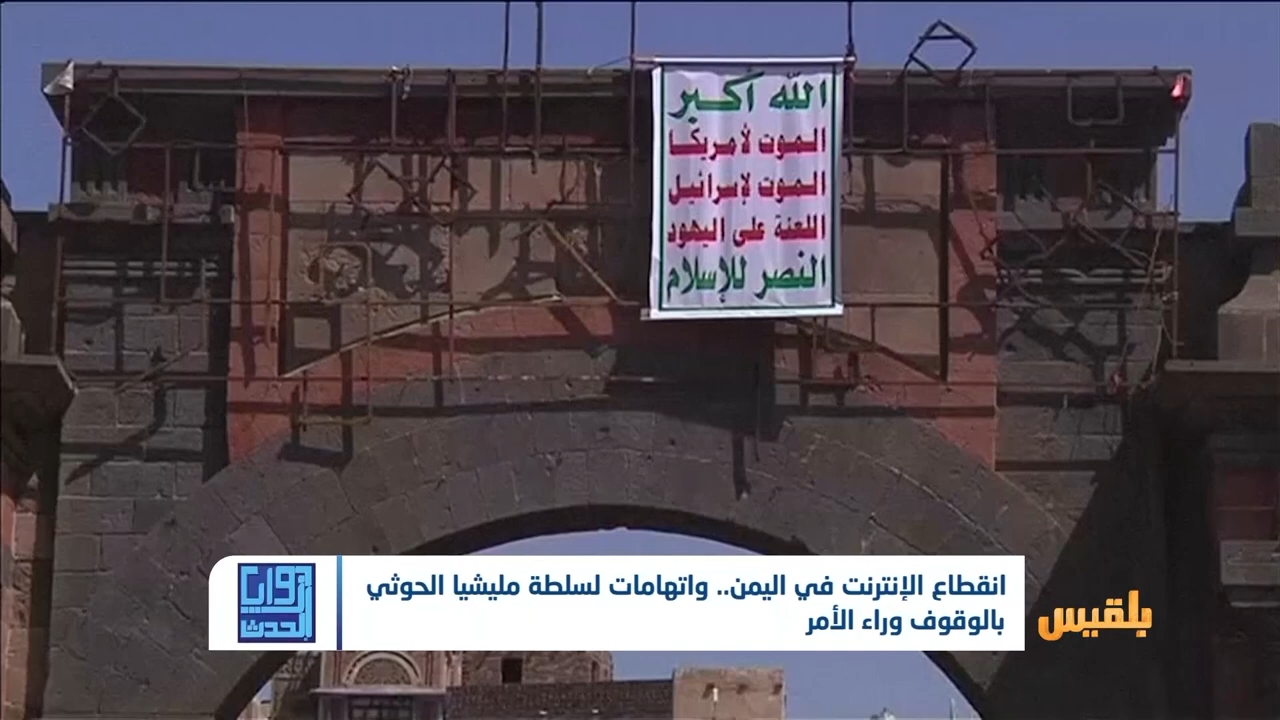 الله أكبر
الموت لأمريكا
الموت لإسرائيل
اللعنة على اليهود
النصر للإسلام
انقطاع الإنترنت في اليمن.. واتهامات لسلطة مليشيا الحوثي
بالوقوف وراء الأمر
بلقيس
زوايا
الحدث